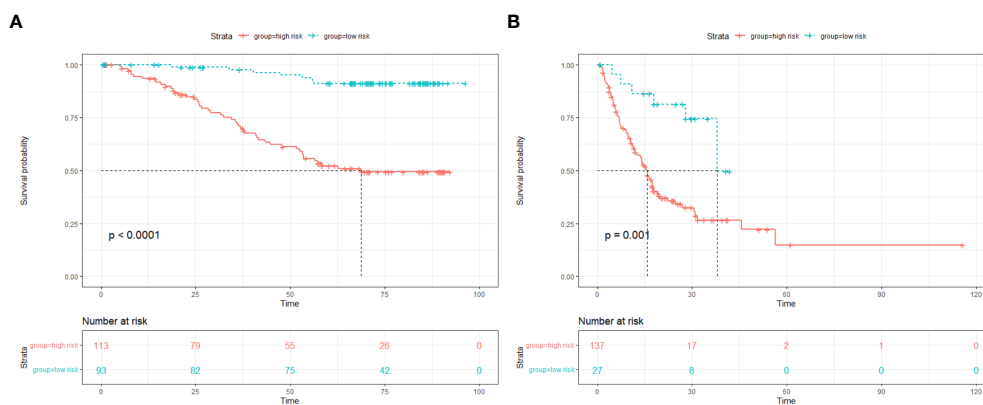 A
Strata group=high risk group=low risk
1.00
0.75
0.50
0.25
0.00
Survival probability
p < 0.0001
0 25 50 75 100
Time
Number at risk
Strata
group=high risk 113 79 55 26 0
group=low risk 93 82 75 42 0
0 25 50 75 100
Time
B
Strata group=high risk group=low risk
1.00
0.75
0.50
0.25
0.00
Survival probability
p = 0.001
0 30 60 90 120
Time
Number at risk
Strata
group=high risk 137 17 2 1 0
group=low risk 27 8 0 0 0
0 30 60 90 120
Time